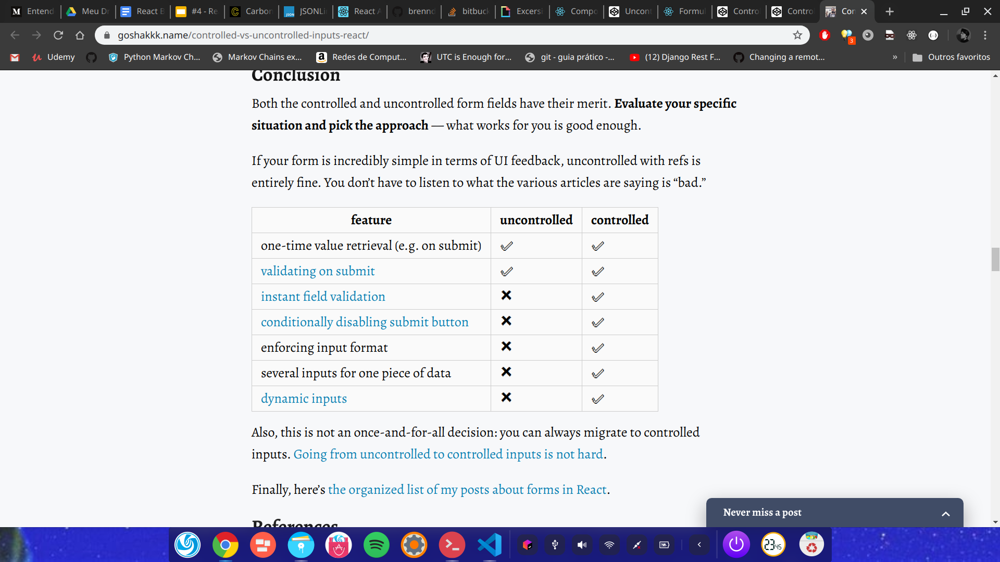 Entend
Meu Dr
React B
#4 - Re
Carbon
JSONLi
React A
brennd
bitbuck
Excersi
Compo
Uncont
Formul
Contro
Contro
Con
goshakkk.name/controlled-vs-uncontrolled-inputs-react/
3
Udemy
Python Markov Ch...
Markov Chains ex...
Redes de Comput...
UTC is Enough for...
git - guia prático -...
(12) Django Rest F...
Changing a remot...
»
Outros favoritos
Conclusion
Both the controlled and uncontrolled form fields have their merit. Evaluate your specific
situation and pick the approach — what works for you is good enough.
If your form is incredibly simple in terms of UI feedback, uncontrolled with refs is
entirely fine. You don’t have to listen to what the various articles are saying is “bad.”
feature uncontrolled controlled
one-time value retrieval (e.g. on submit) ✅ ✅
validating on submit ✅ ✅
instant field validation ❌ ✅
conditionally disabling submit button ❌ ✅
enforcing input format ❌ ✅
several inputs for one piece of data ❌ ✅
dynamic inputs ❌ ✅
Also, this is not an once-and-for-all decision: you can always migrate to controlled
inputs. Going from uncontrolled to controlled inputs is not hard.
Finally, here’s the organized list of my posts about forms in React.
References
Never miss a post
23 45